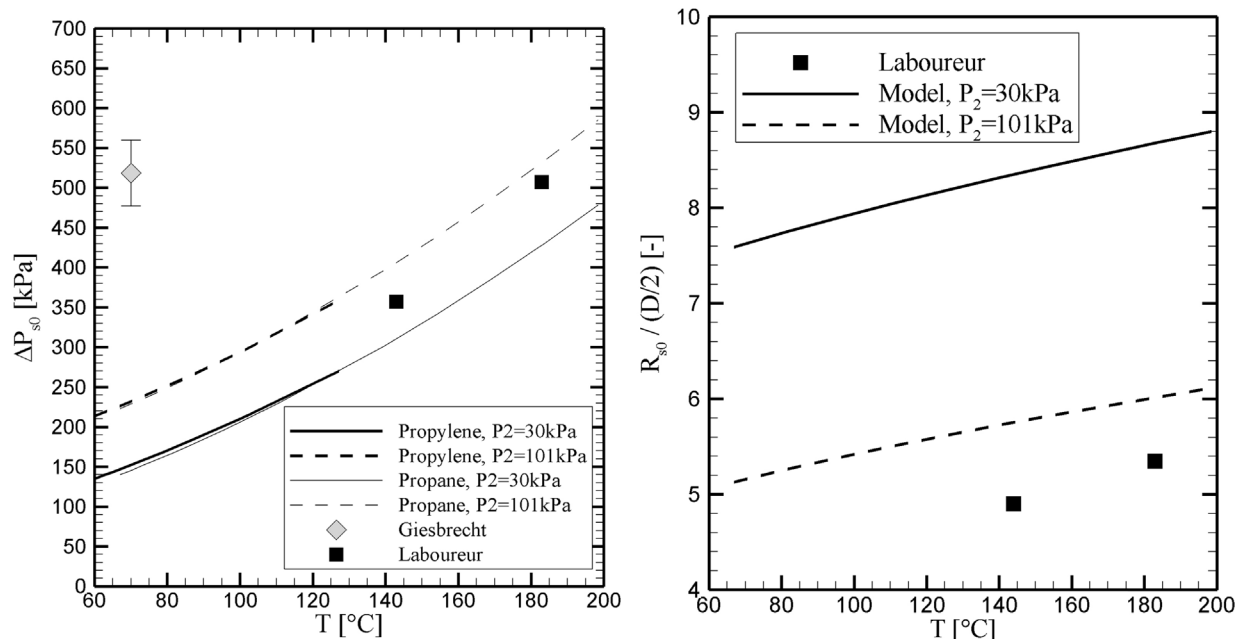 700
650
600
550
500
450
400
350
300
250
200
150
100
50
0
ΔPs0 [kPa]
Propylene, P2=30kPa
Propylene, P2=101kPa
Propane, P2=30kPa
Propane, P2=101kPa
Giesbrecht
Laboureur
60 80 100 120 140 160 180 200
T [°C]
10
9
8
7
6
5
4
Rs0 / (D/2) [-]
Laboureur
Model, P2=30kPa
Model, P2=101kPa
60 80 100 120 140 160 180 200
T [°C]